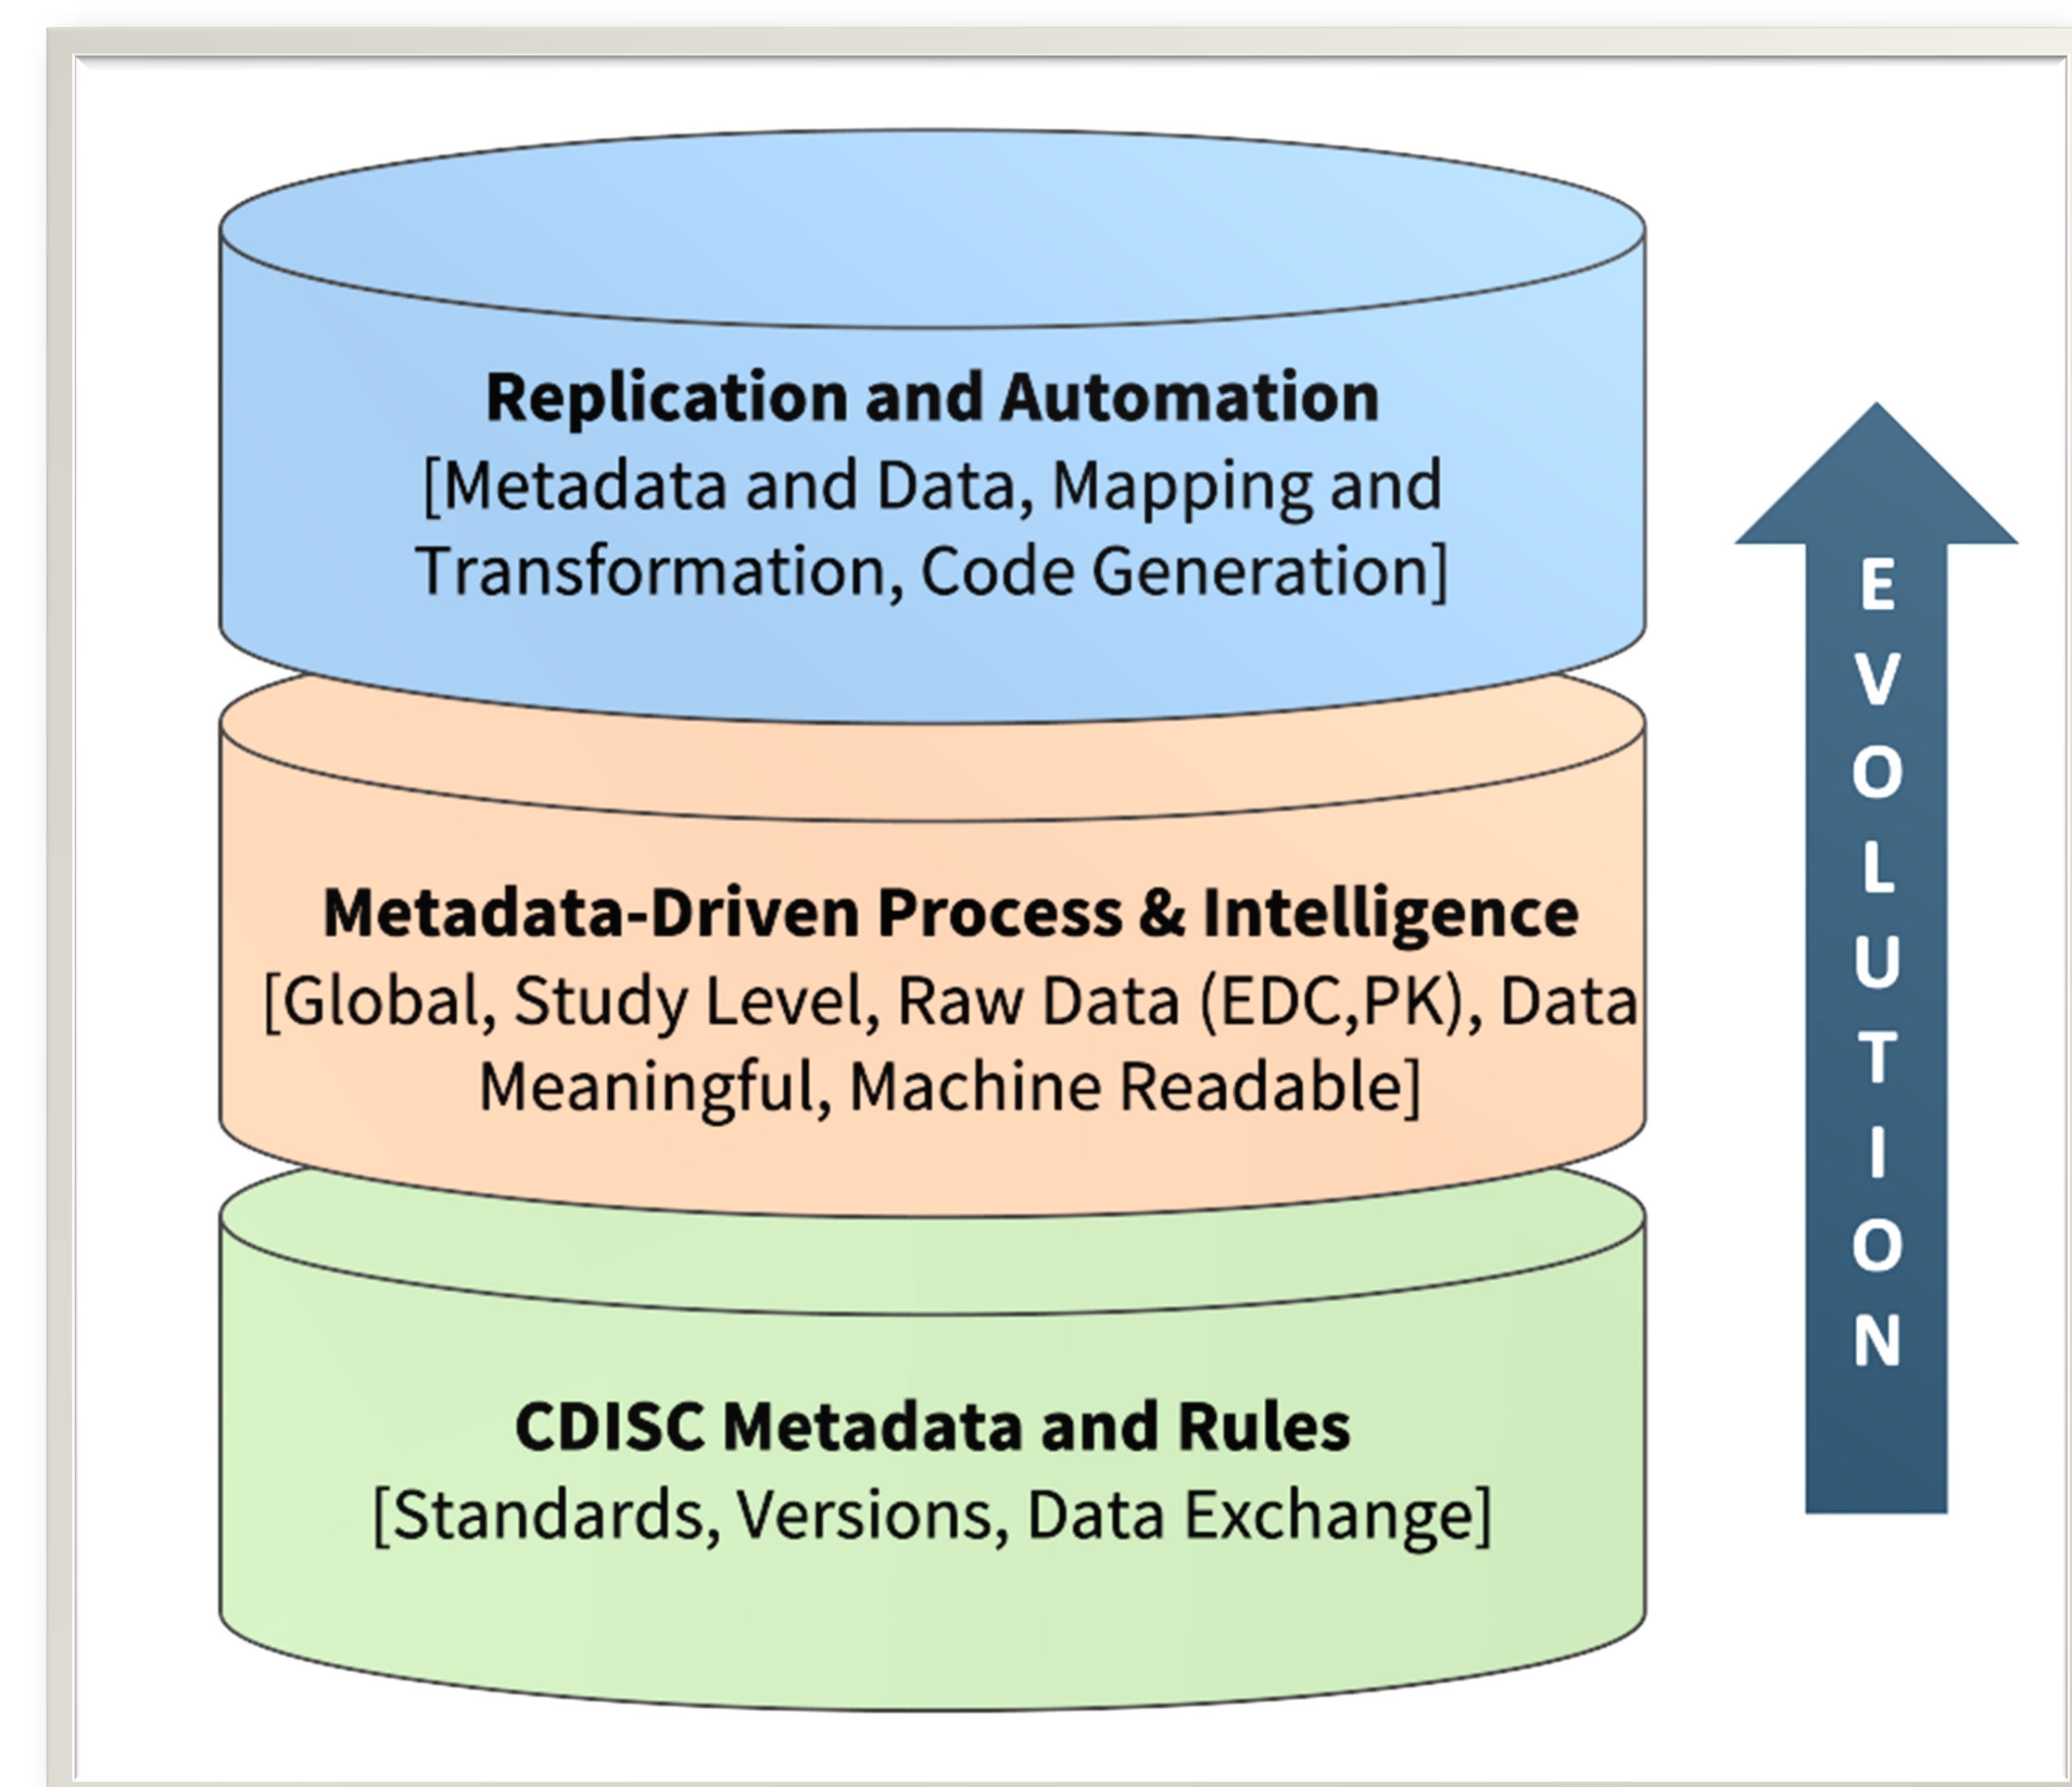 Replication and Automation
[Metadata and Data, Mapping and
Transformation, Code Generation]
Metadata-Driven Process & Intelligence
[Global, Study Level, Raw Data (EDC,PK), Data
Meaningful, Machine Readable]
CDISC Metadata and Rules
[Standards, Versions, Data Exchange]
EVOLUTION